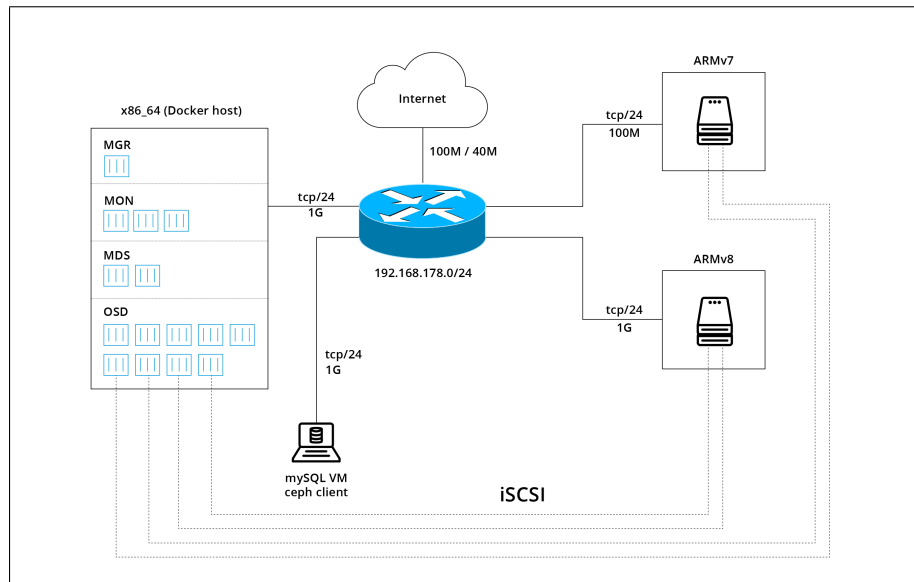 x86_64 (Docker host)
MGR
MON
MDS
OSD
Internet
100M / 40M
tcp/24
1G
192.168.178.0/24
tcp/24
1G
mySQL VM
ceph client
ARMv7
tcp/24
100M
ARMv8
tcp/24
1G
iSCSI